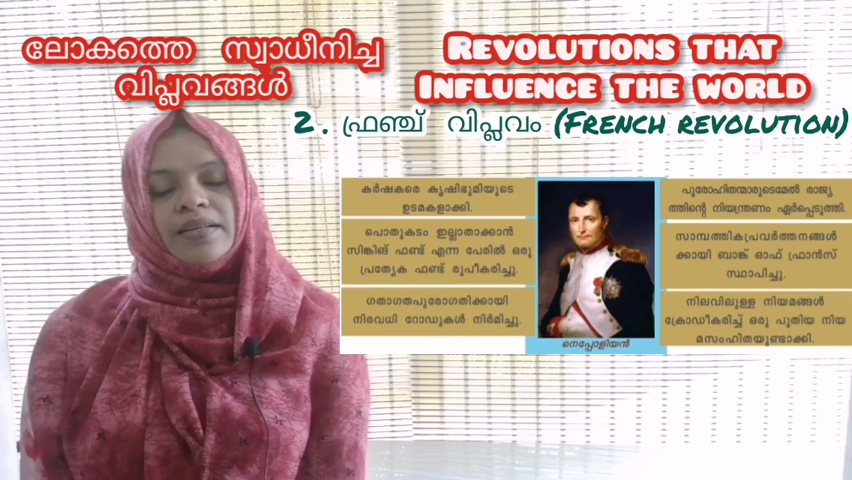 ലോകത്തെ സ്വാധീനിച്ച
വിപ്ലവങ്ങൾ
Revolutions that
Influence the world
2. ഫ്രഞ്ച് വിപ്ലവം (French revolution)
കർഷകരെ കൃഷിഭൂമിയുടെ
ഉടമകളാക്കി.
പൊതുകടം ഇല്ലാതാക്കാൻ
സിങ്കിങ് ഫണ്ട് എന്ന പേരിൽ ഒരു
പ്രത്യേക ഫണ്ട് രൂപീകരിച്ചു.
ഗതാഗതപുരോഗതിക്കായി
നിരവധി റോഡുകൾ നിർമിച്ചു.
നെപ്പോളിയൻ
പുരോഹിതന്മാരുടെമേൽ രാജ്യ
ത്തിന്റെ നിയന്ത്രണം ഏർപ്പെടുത്തി.
സാമ്പത്തികപ്രവർത്തനങ്ങൾ
ക്കായി ബാങ്ക് ഓഫ് ഫ്രാൻസ്
സ്ഥാപിച്ചു.
നിലവിലുള്ള നിയമങ്ങൾ
ക്രോഡീകരിച്ച് ഒരു പുതിയ നിയ
മസംഹിതയുണ്ടാക്കി.